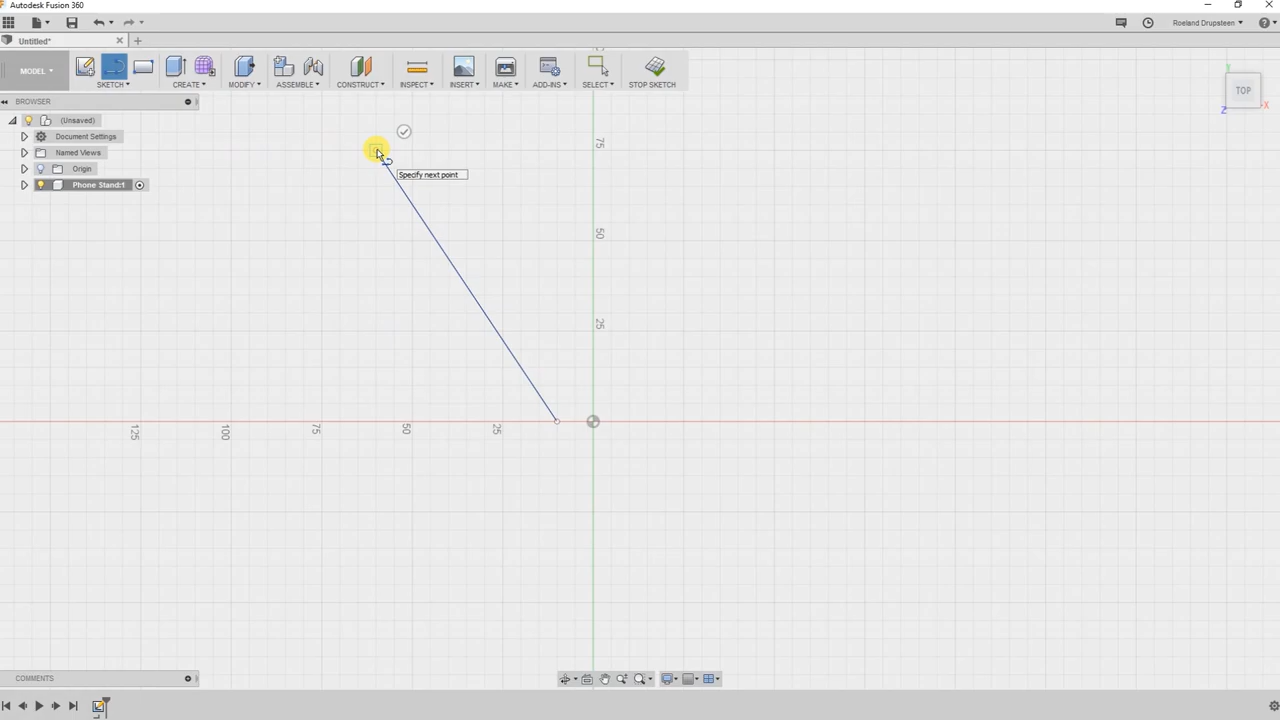 Autodesk Fusion 360
Roeland Drupsteen
Untitled*
MODEL
SKETCH
CREATE
MODIFY
ASSEMBLE
CONSTRUCT
INSPECT
INSERT
MAKE
ADD-INS
SELECT
STOP SKETCH
TOP
Y
X
Z
BROWSER
(Unsaved)
Document Settings
Named Views
Origin
Phone Stand:1
Specify next point
75
50
25
125
100
75
50
25
COMMENTS